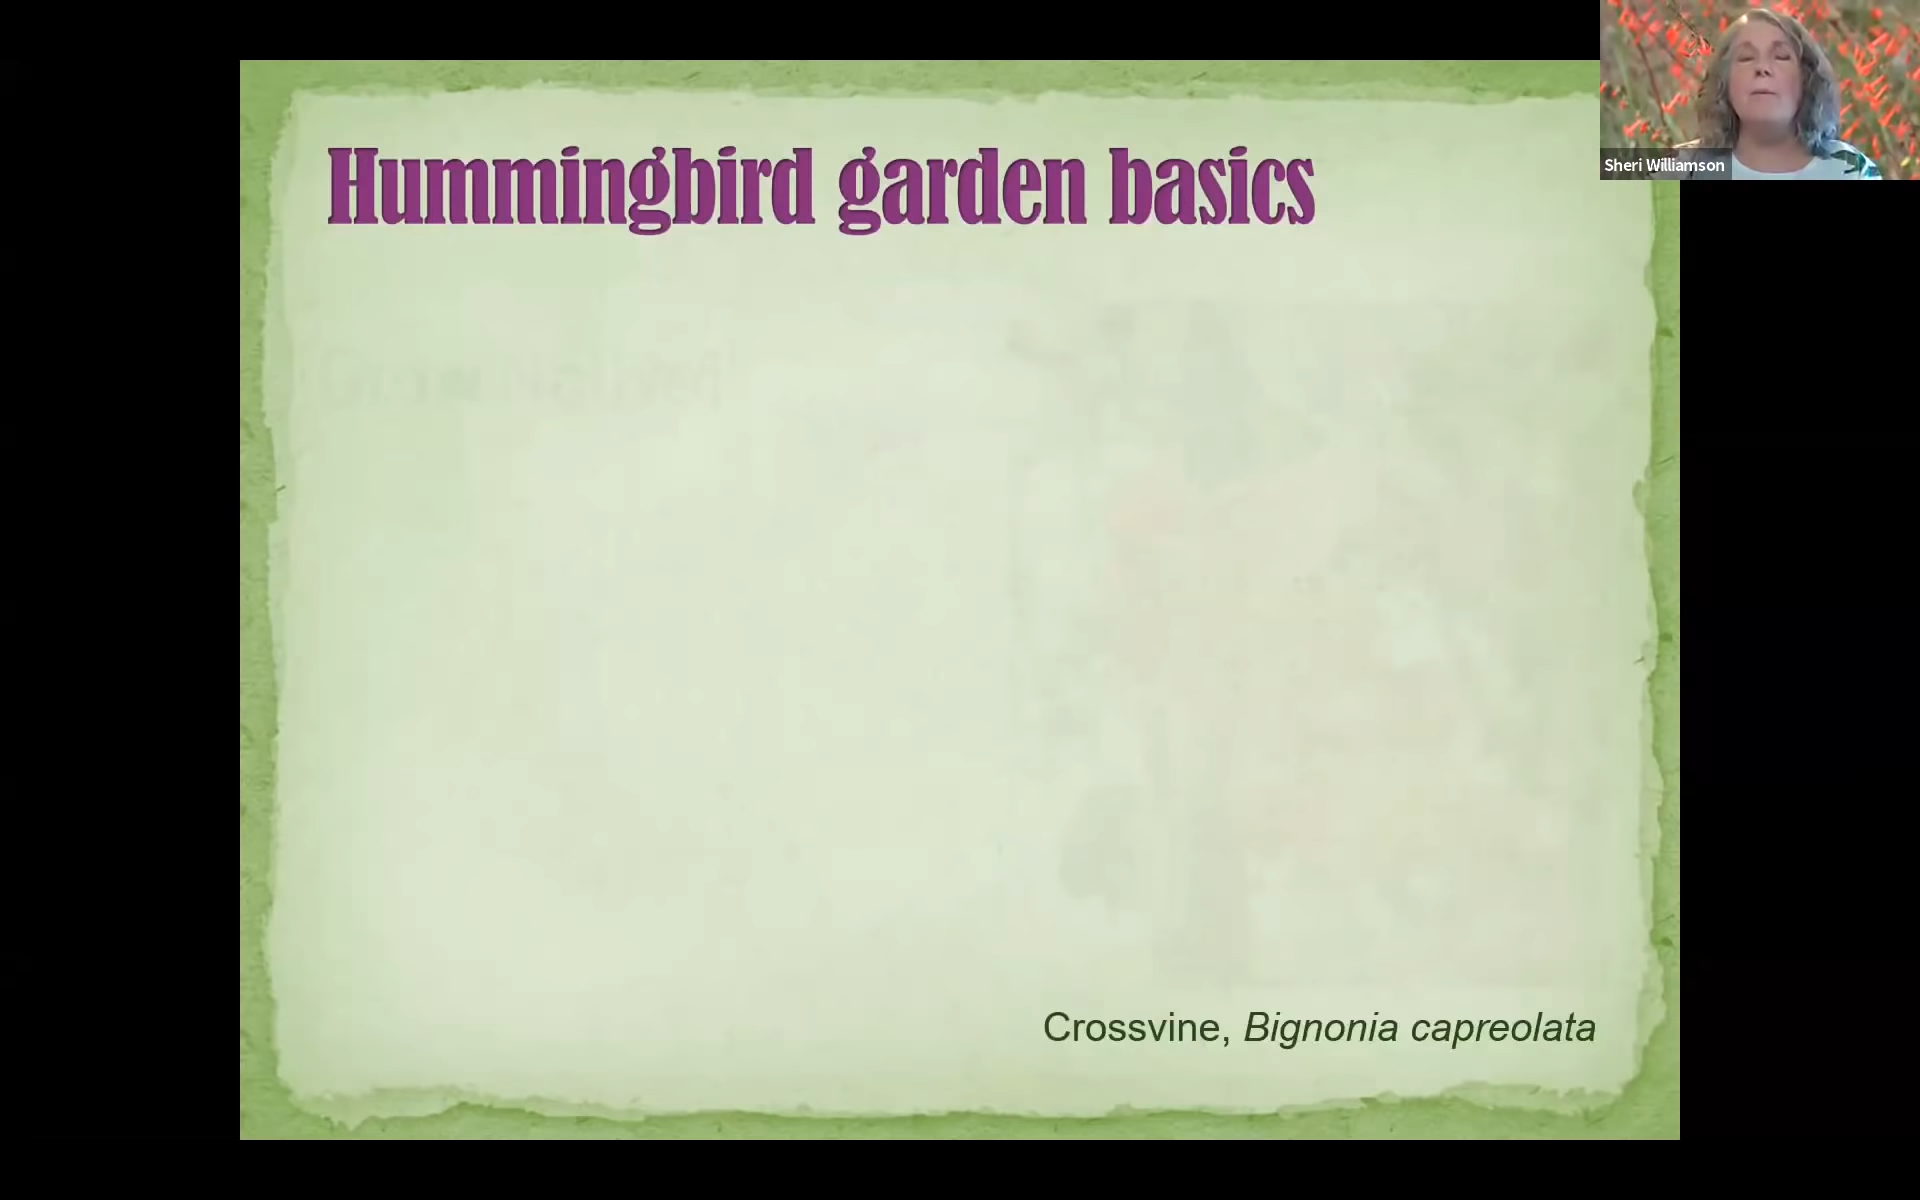 Hummingbird garden basics
Sheri Williamson
Crossvine, Bignonia capreolata